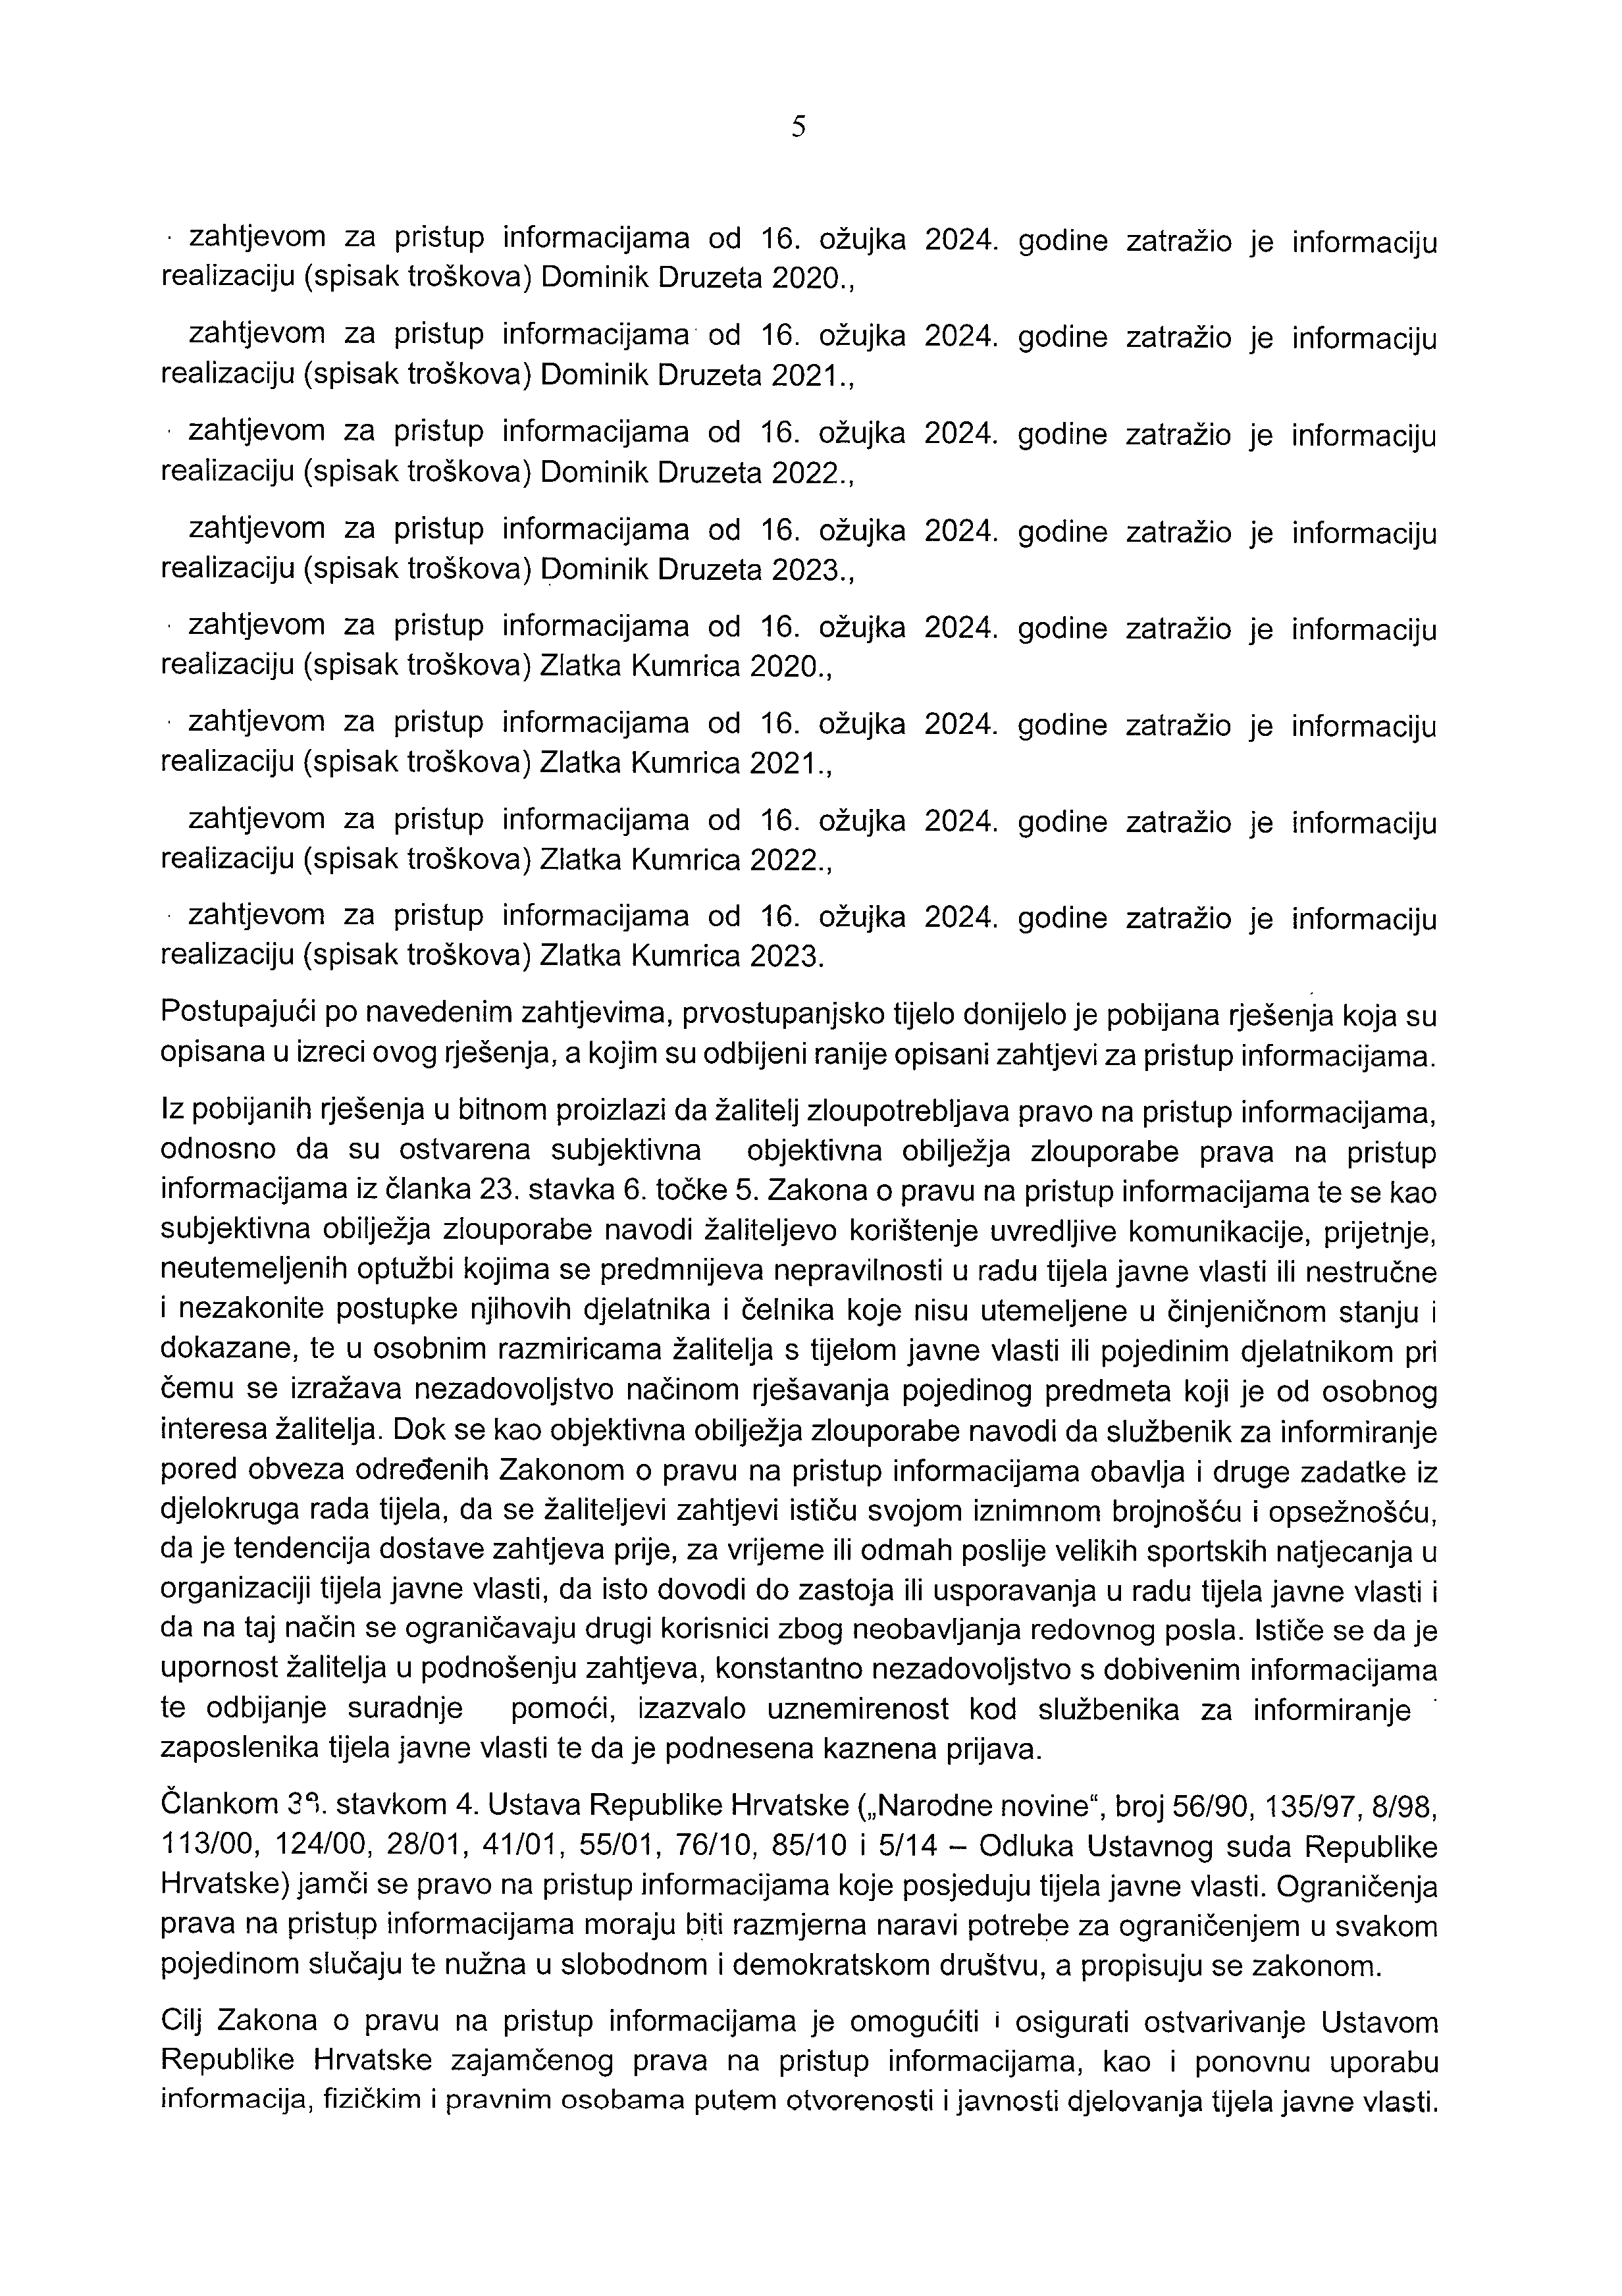 5
· zahtjevom za pristup informacijama od 16. ožujka 2024. godine zatražio je informaciju
realizaciju (spisak troškova) Dominik Druzeta 2020.,
zahtjevom za pristup informacijama od 16. ožujka 2024. godine zatražio je informaciju
realizaciju (spisak troškova) Dominik Druzeta 2021.,
· zahtjevom za pristup informacijama od 16. ožujka 2024. godine zatražio je informaciju
realizaciju (spisak troškova) Dominik Druzeta 2022.,
zahtjevom za pristup informacijama od 16. ožujka 2024. godine zatražio je informaciju
realizaciju (spisak troškova) Dominik Druzeta 2023.,
· zahtjevom za pristup informacijama od 16. ožujka 2024. godine zatražio je informaciju
realizaciju (spisak troškova) Zlatka Kumrica 2020.,
· zahtjevom za pristup informacijama od 16. ožujka 2024. godine zatražio je informaciju
realizaciju (spisak troškova) Zlatka Kumrica 2021.,
zahtjevom za pristup informacijama od 16. ožujka 2024. godine zatražio je informaciju
realizaciju (spisak troškova) Zlatka Kumrica 2022.,
· zahtjevom za pristup informacijama od 16. ožujka 2024. godine zatražio je informaciju
realizaciju (spisak troškova) Zlatka Kumrica 2023.
Postupajući po navedenim zahtjevima, prvostupanjsko tijelo donijelo je pobijana rješenja koja su
opisana u izreci ovog rješenja, a kojim su odbijeni ranije opisani zahtjevi za pristup informacijama.
Iz pobijanih rješenja u bitnom proizlazi da žalitelj zloupotrebljava pravo na pristup informacijama,
odnosno da su ostvarena subjektivna objektivna obilježja zlouporabe prava na pristup
informacijama iz članka 23. stavka 6. točke 5. Zakona o pravu na pristup informacijama te se kao
subjektivna obilježja zlouporabe navodi žaliteljevo korištenje uvredljive komunikacije, prijetnje,
neutemeljenih optužbi kojima se predmnijeva nepravilnosti u radu tijela javne vlasti ili nestručne
i nezakonite postupke njihovih djelatnika i čelnika koje nisu utemeljene u činjeničnom stanju i
dokazane, te u osobnim razmiricama žalitelja s tijelom javne vlasti ili pojedinim djelatnikom pri
čemu se izražava nezadovoljstvo načinom rješavanja pojedinog predmeta koji je od osobnog
interesa žalitelja. Dok se kao objektivna obilježja zlouporabe navodi da službenik za informiranje
pored obveza određenih Zakonom o pravu na pristup informacijama obavlja i druge zadatke iz
djelokruga rada tijela, da se žaliteljevi zahtjevi ističu svojom iznimnom brojnošću i opsežnošću,
da je tendencija dostave zahtjeva prije, za vrijeme ili odmah poslije velikih sportskih natjecanja u
organizaciji tijela javne vlasti, da isto dovodi do zastoja ili usporavanja u radu tijela javne vlasti i
da na taj način se ograničavaju drugi korisnici zbog neobavljanja redovnog posla. Ističe se da je
upornost žalitelja u podnošenju zahtjeva, konstantno nezadovoljstvo s dobivenim informacijama
te odbijanje suradnje pomoći, izazvalo uznemirenost kod službenika za informiranje
zaposlenika tijela javne vlasti te da je podnesena kaznena prijava.
Člankom stavkom 4. Ustava Republike Hrvatske („Narodne novine“, broj 56/90, 135/97, 8/98,
113/00, 124/00, 28/01, 41/01, 55/01, 76/10, 85/10 i 5/14 – Odluka Ustavnog suda Republike
Hrvatske) jamči se pravo na pristup informacijama koje posjeduju tijela javne vlasti. Ograničenja
prava na pristup informacijama moraju biti razmjerna naravi potrebe za ograničenjem u svakom
pojedinom slučaju te nužna u slobodnom i demokratskom društvu, a propisuju se zakonom.
Cilj Zakona o pravu na pristup informacijama je omogućiti i osigurati ostvarivanje Ustavom
Republike Hrvatske zajamčenog prava na pristup informacijama, kao i ponovnu uporabu
informacija, fizičkim i pravnim osobama putem otvorenosti i javnosti djelovanja tijela javne vlasti.